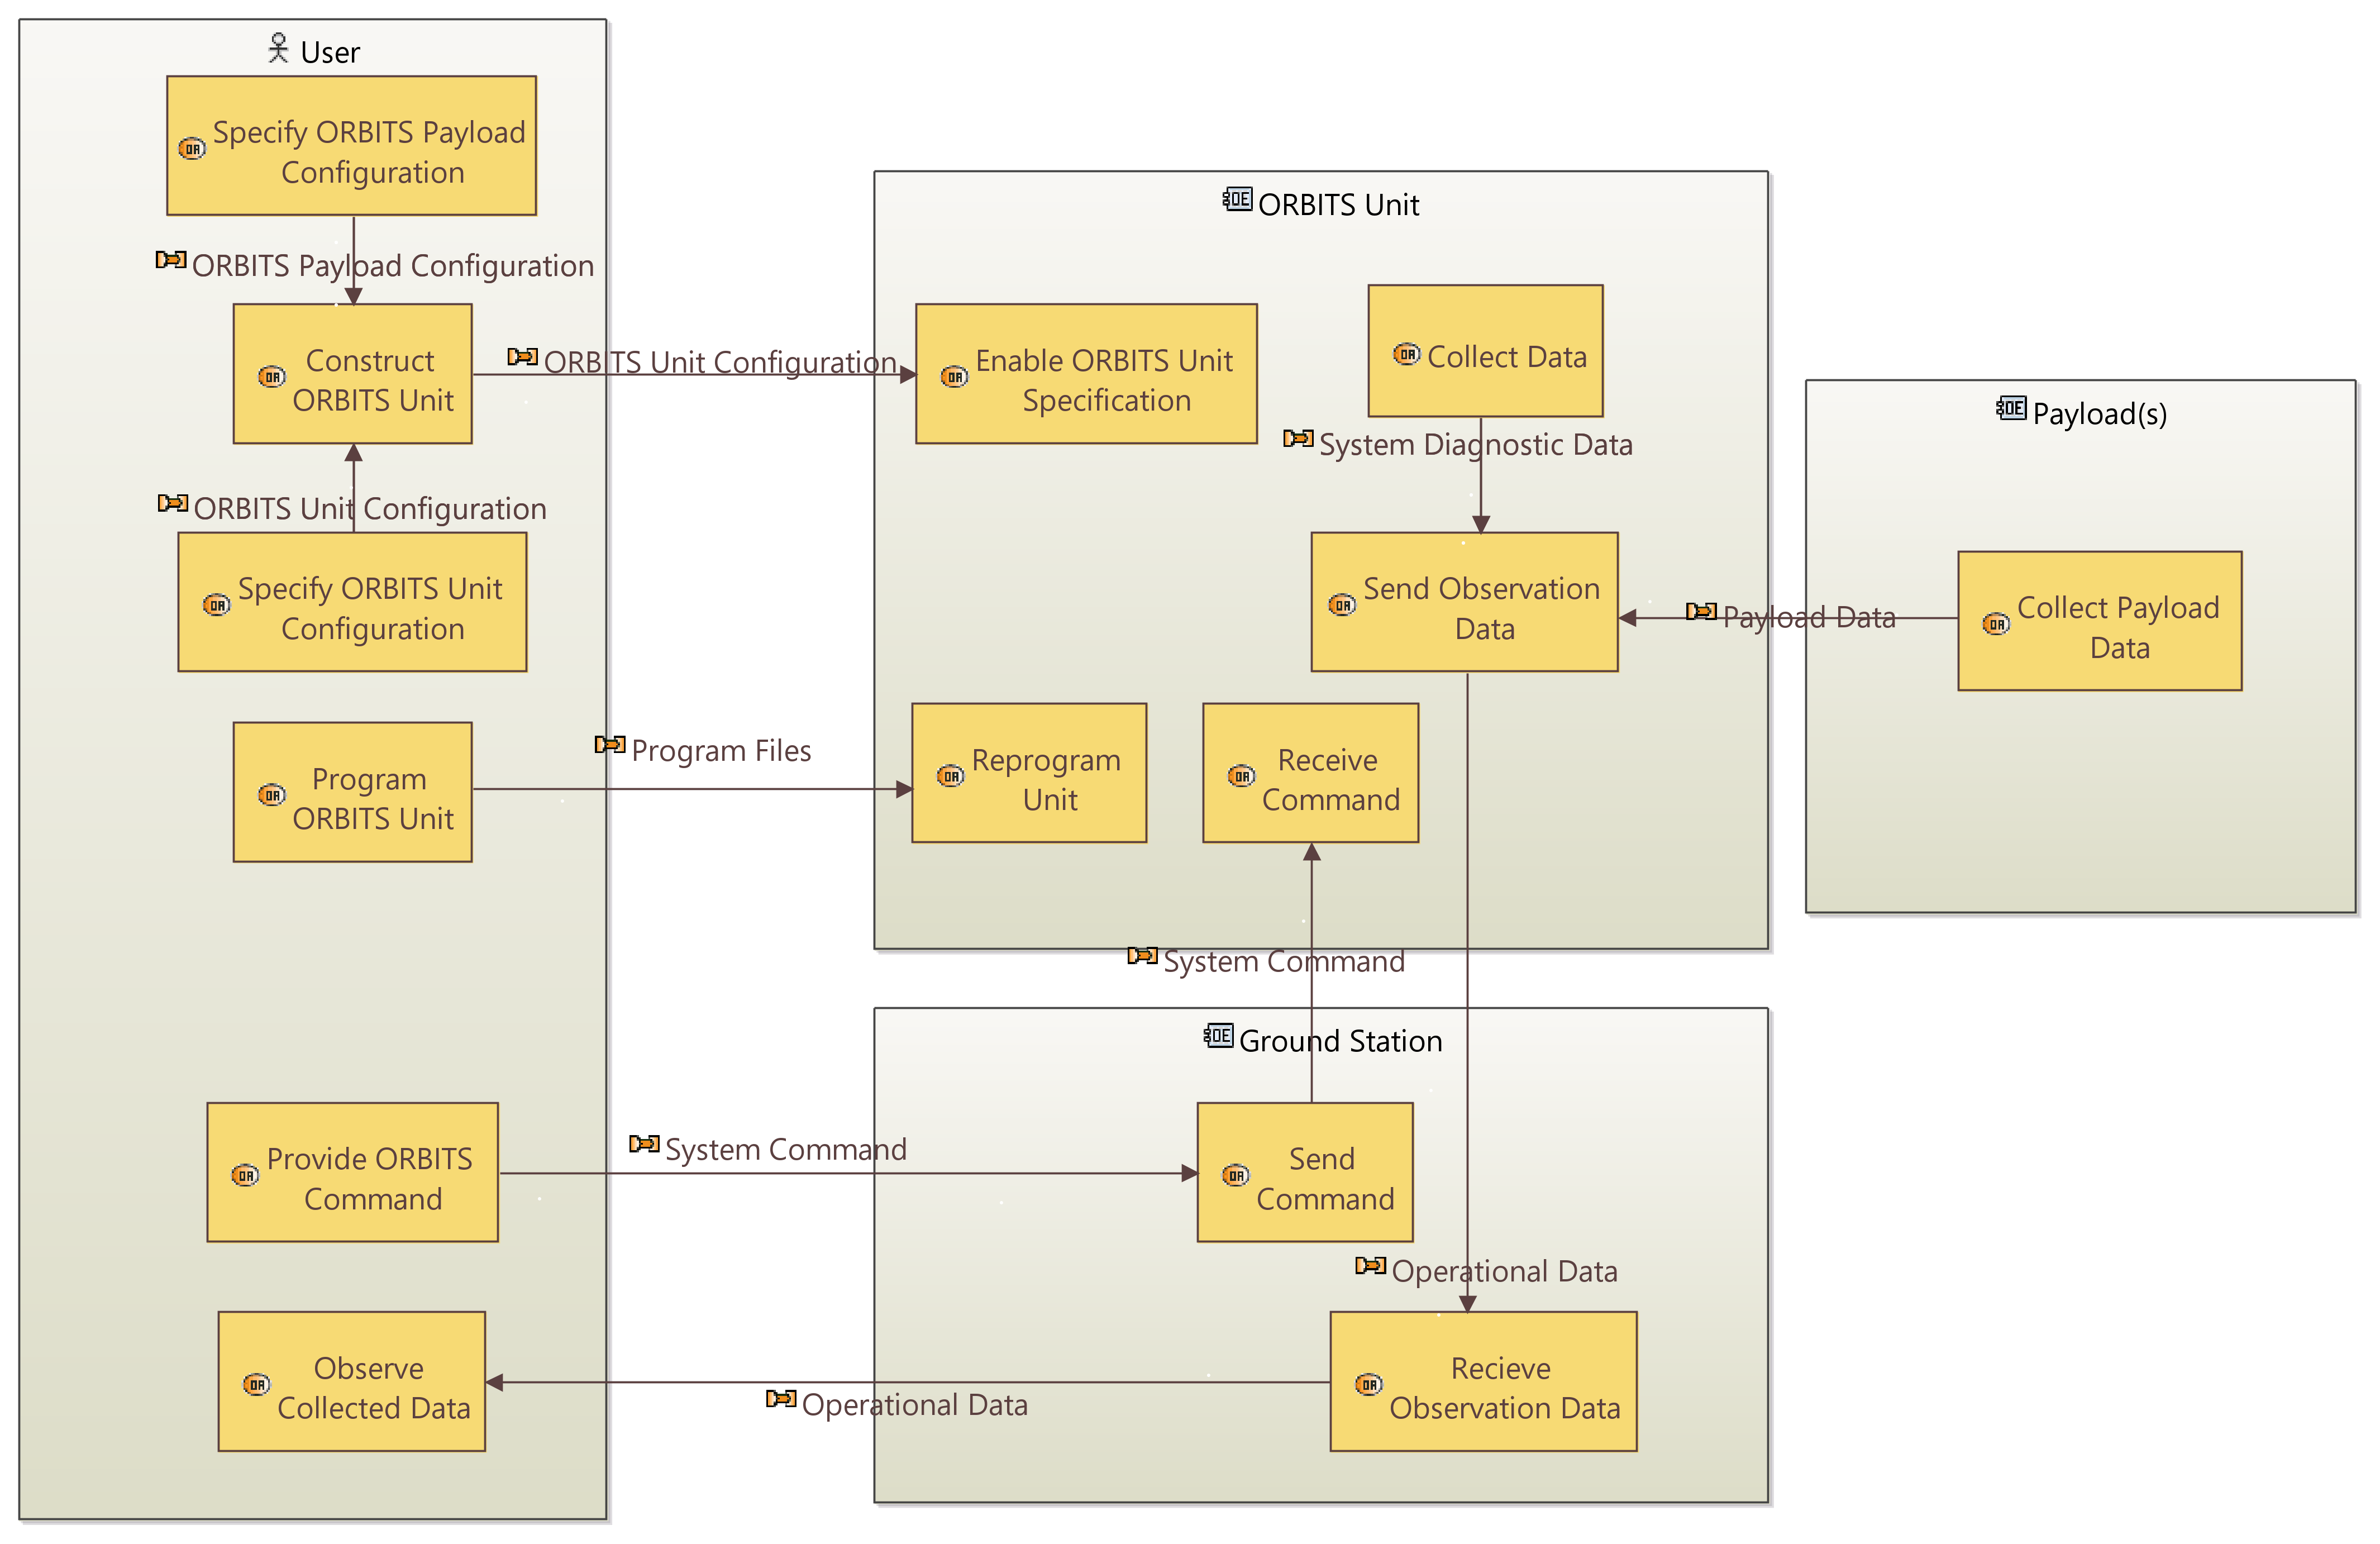 User
Specify ORBITS Payload
Configuration
ORBITS Payload Configuration
Construct
ORBITS Unit
ORBITS Unit Configuration
ORBITS Unit Configuration
Specify ORBITS Unit
Configuration
Program
ORBITS Unit
Program Files
Provide ORBITS
Command
System Command
Observe
Collected Data
Operational Data
ORBITS Unit
Enable ORBITS Unit
Specification
OA Collect Data
System Diagnostic Data
Send Observation
Data
Reprogram
Unit
Receive
Command
System Command
Ground Station
Send
Command
Operational Data
Recieve
Observation Data
Payload(s)
Payload Data
Collect Payload
Data